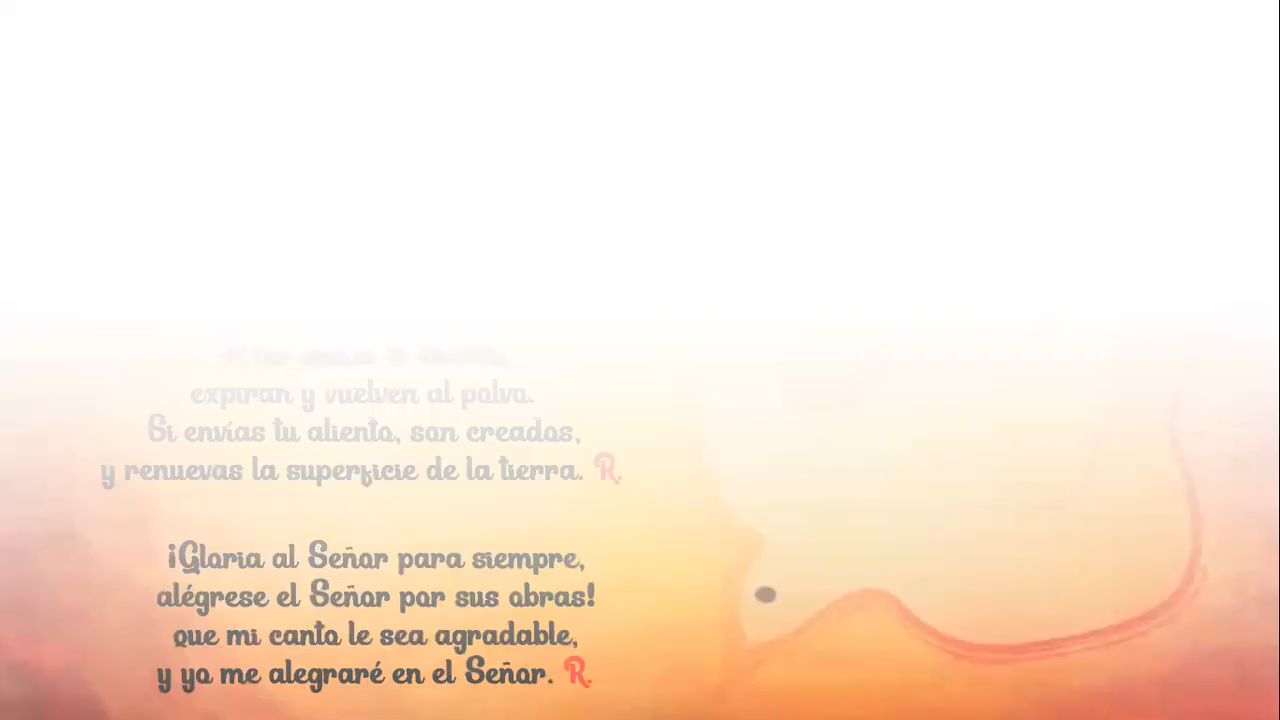 expiran y vuelven al polvo.
Si envías tu aliento, son creados,
y renuevas la superficie de la tierra. R.
¡Gloria al Señor para siempre,
alégrese el Señor por sus obras!
que mi canto le sea agradable,
y yo me alegraré en el Señor. R.